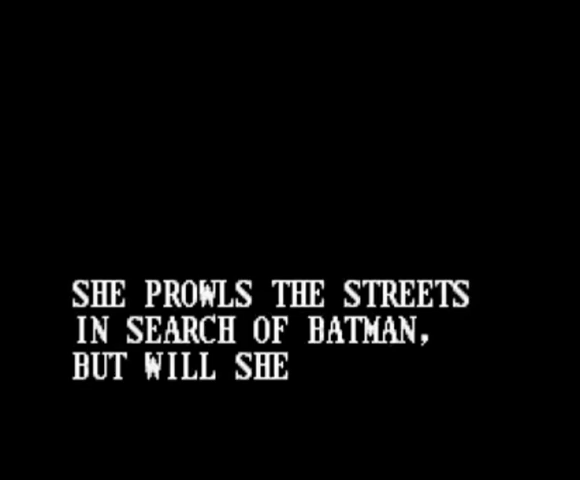 SHE PROWLS THE STREETS
IN SEARCH OF BATMAN,
BUT WILL SHE